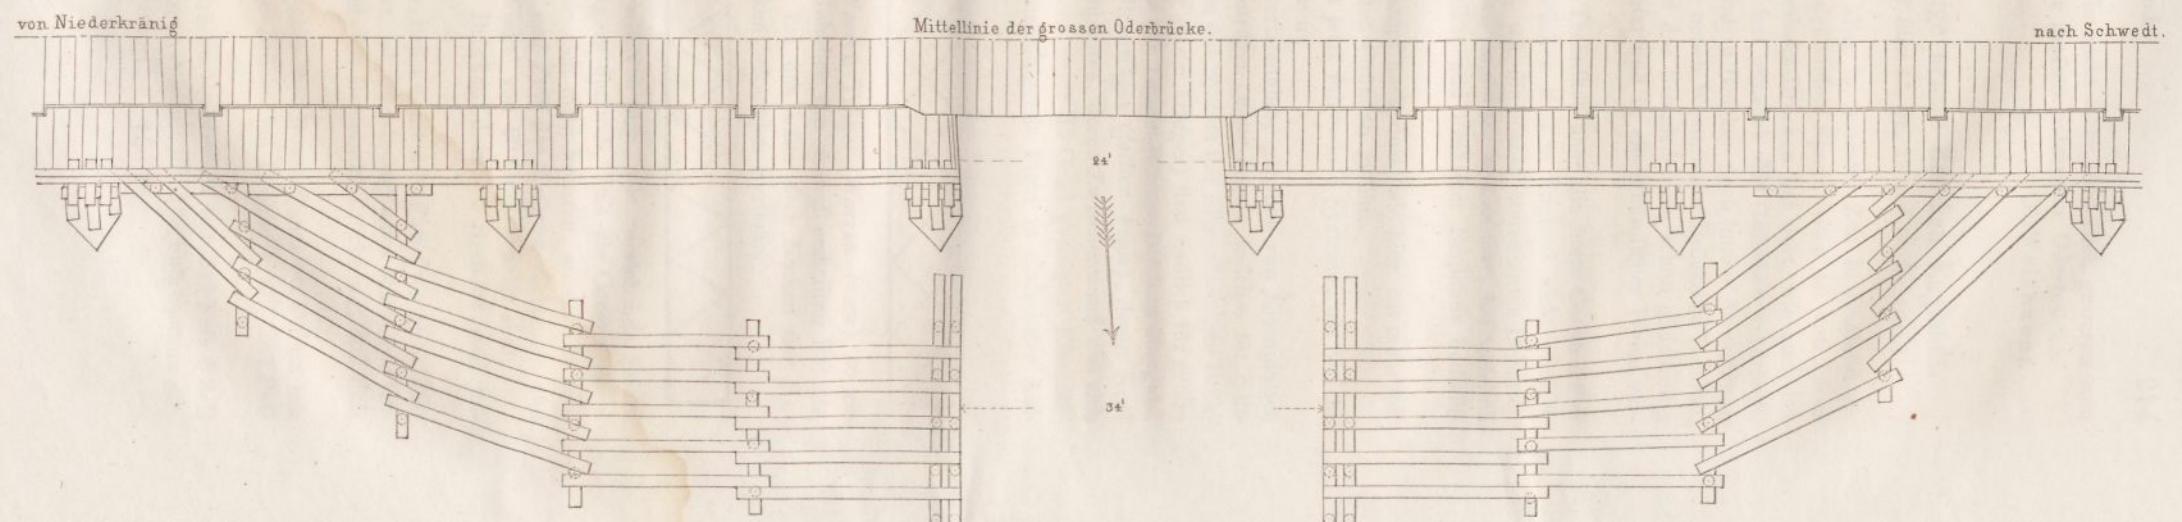 von Niederkränig
Mittellinie der grossen Oderbrücke.
nach Schwedt.
24'
34'